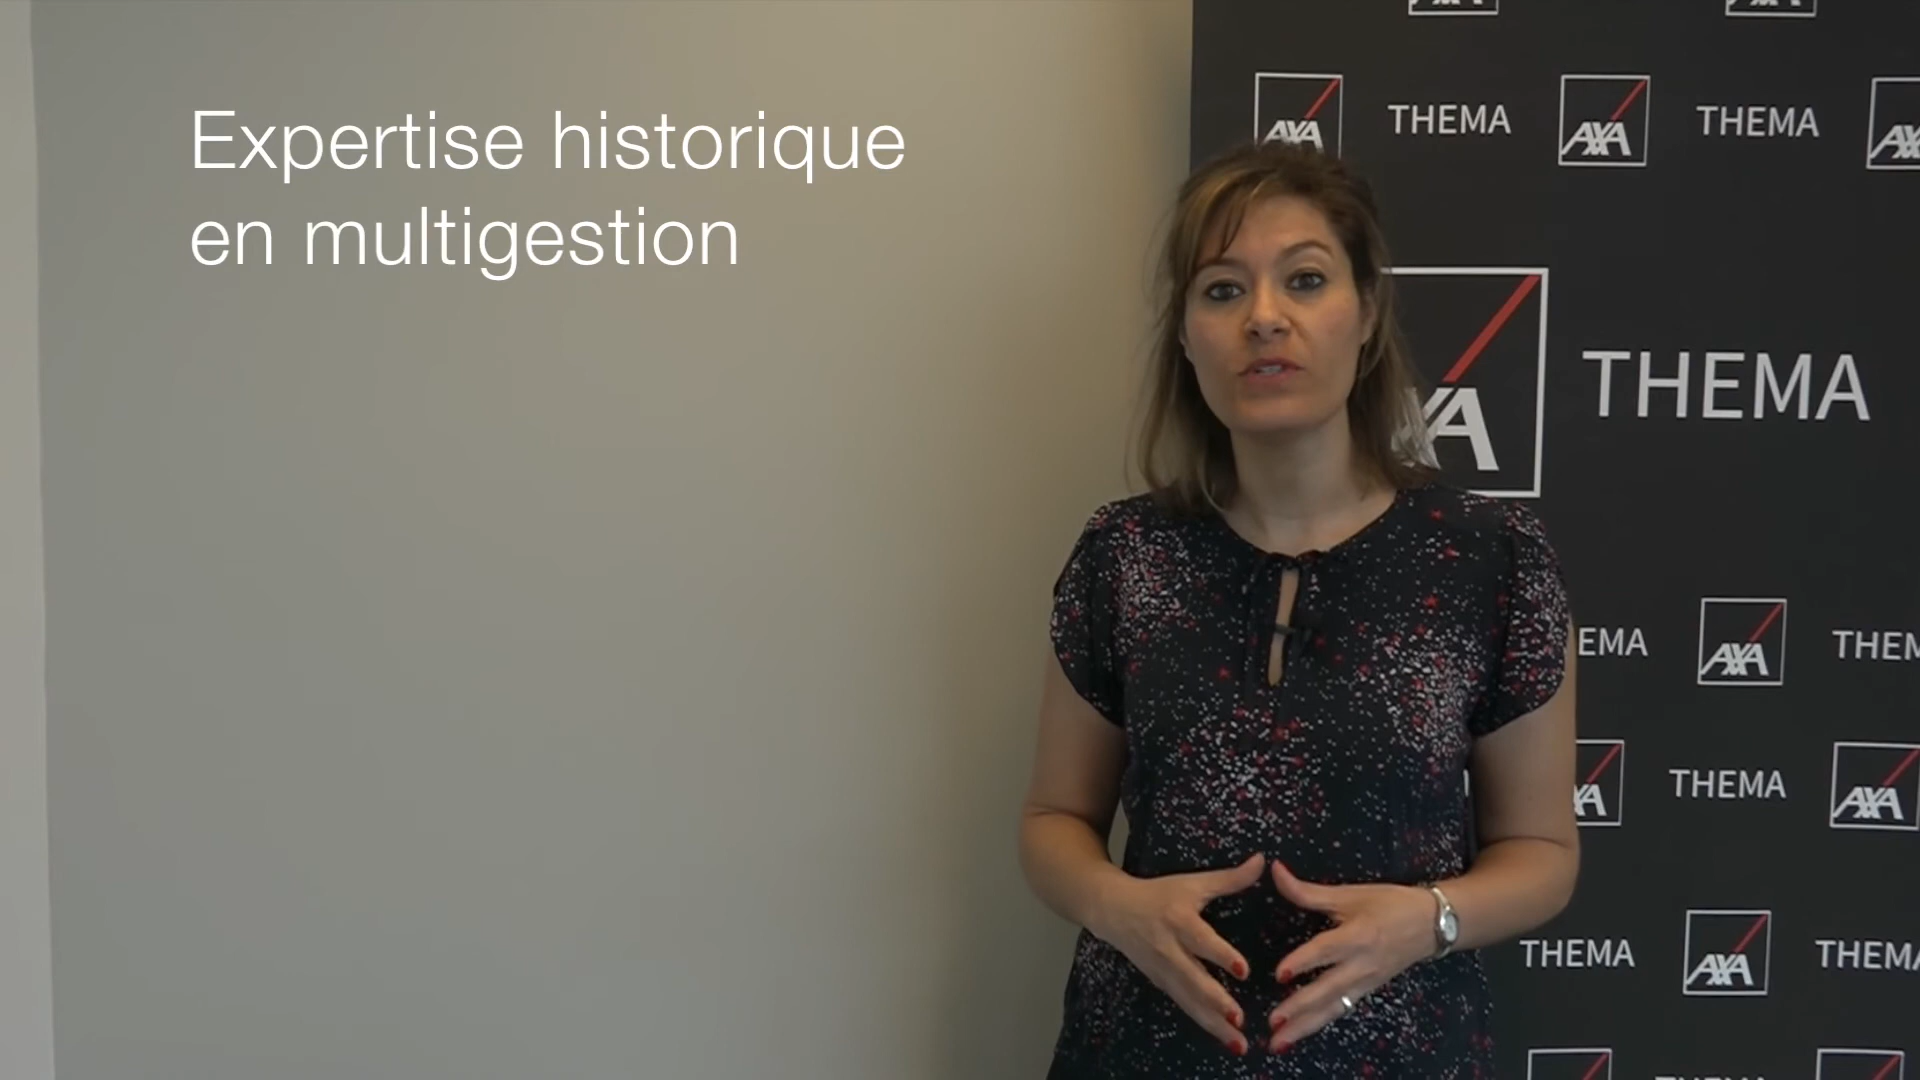 Expertise historique
en multigestion
AXA THEMA AXA THEMA AXA
AXA THEMA
EMA AXA THEM
AXA THEMA AXA
THEMA AXA THEMA